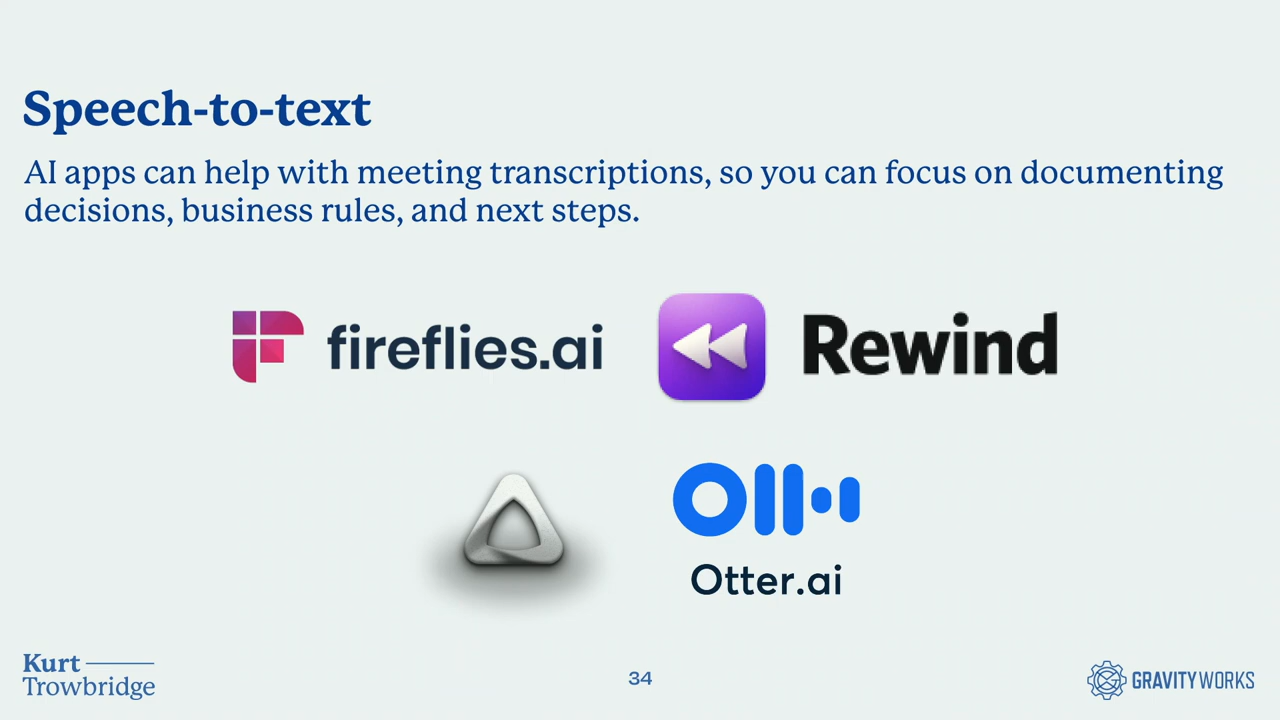 Speech-to-text
AI apps can help with meeting transcriptions, so you can focus on documenting
decisions, business rules, and next steps.
fireflies.ai
Rewind
Otter.ai
Kurt
Trowbridge
34
GRAVITYWORKS